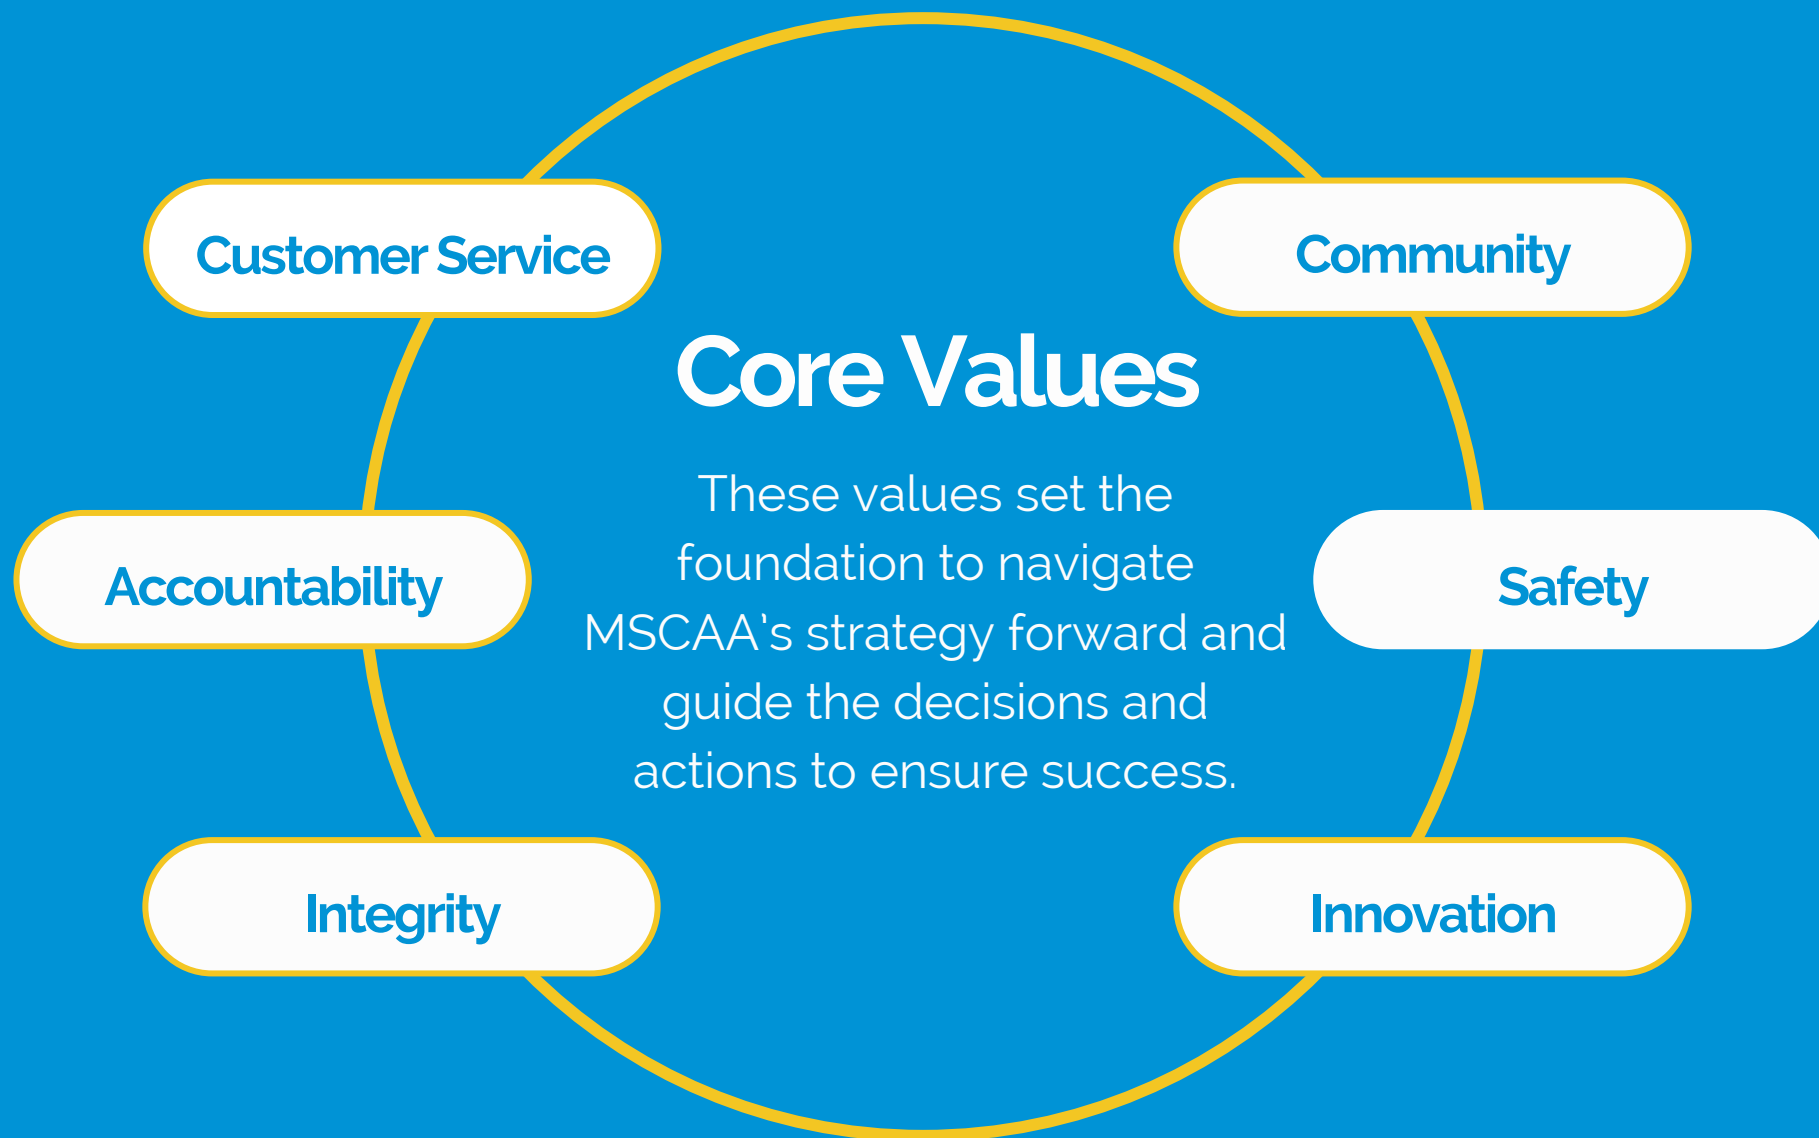 Customer Service
Community
Core Values
These values set the
foundation to navigate
MSCAA's strategy forward and
guide the decisions and
actions to ensure success.
Accountability
Safety
Integrity
Innovation